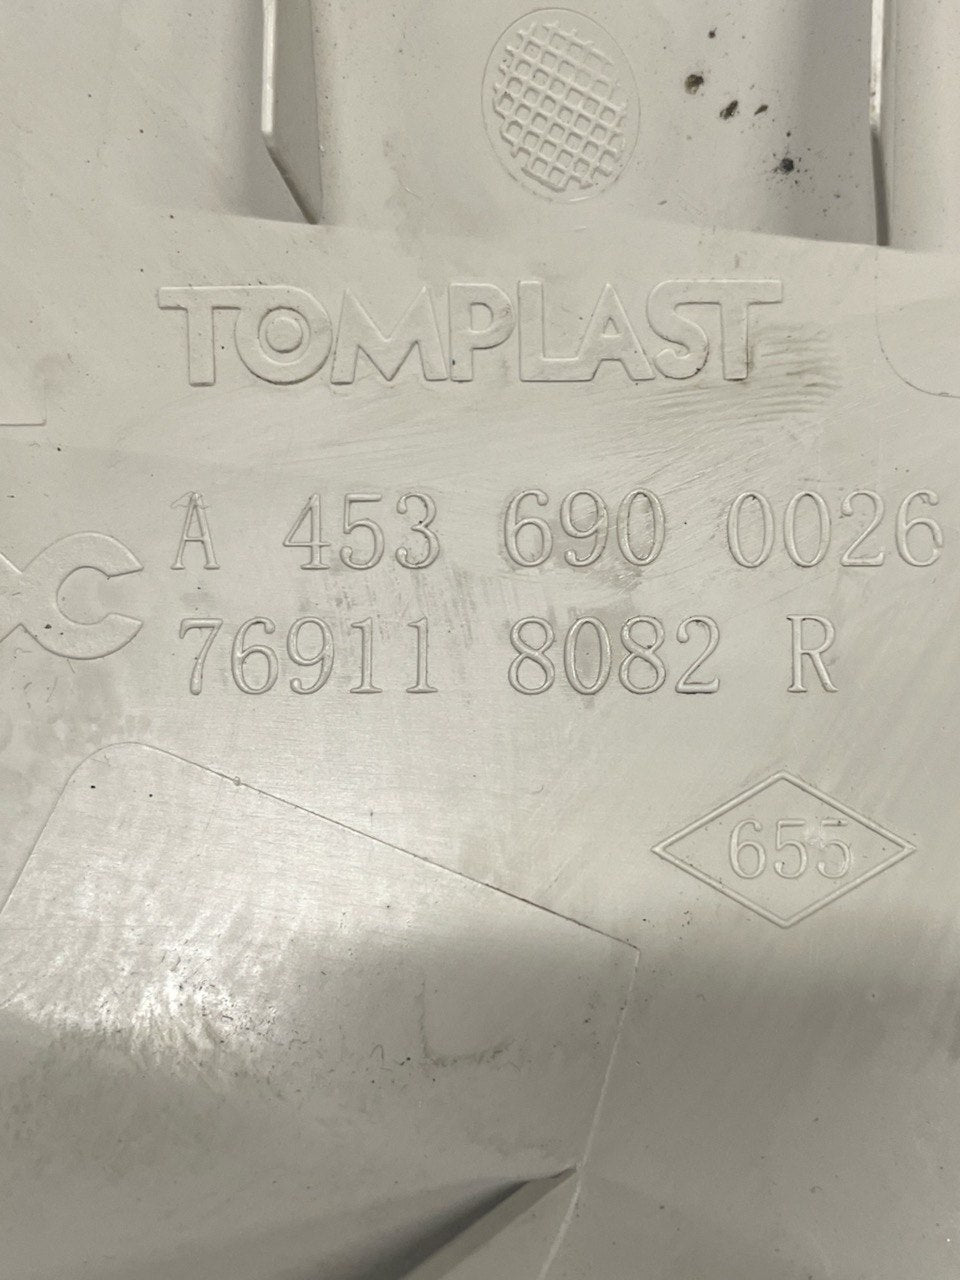 TOMPLAST
A 453 690 0026
76911 8082 R
655